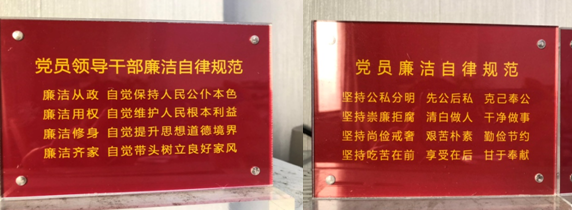 党员领导干部廉洁自律规范
廉洁从政 自觉保持人民公仆本色
廉洁用权 自觉维护人民根本利益
廉洁修身 自觉提升思想道德境界
廉洁齐家 自觉带头树立良好家风
党员廉洁自律规范
坚持公私分明 先公后私 克己奉公
坚持崇廉拒腐 清白做人 干净做事
坚持尚俭戒奢 艰苦朴素 勤俭节约
坚持吃苦在前 享受在后 甘于奉献